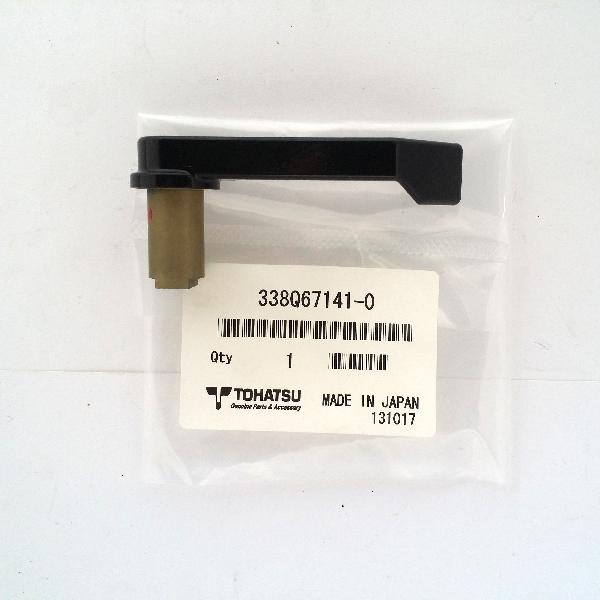 338Q67141-0
Qty 1
TOHATSU
Genuine Parts & Accessory
MADE IN JAPAN
131017